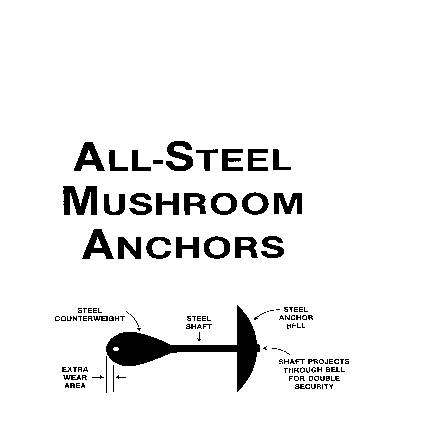 ALL-STEEL
MUSHROOM
ANCHORS
STEEL
COUNTERWEIGHT
STEEL
SHAFT
STEEL
ANCHOR
BELL
EXTRA
WEAR
AREA
SHAFT PROJECTS
THROUGH BELL
FOR DOUBLE
SECURITY